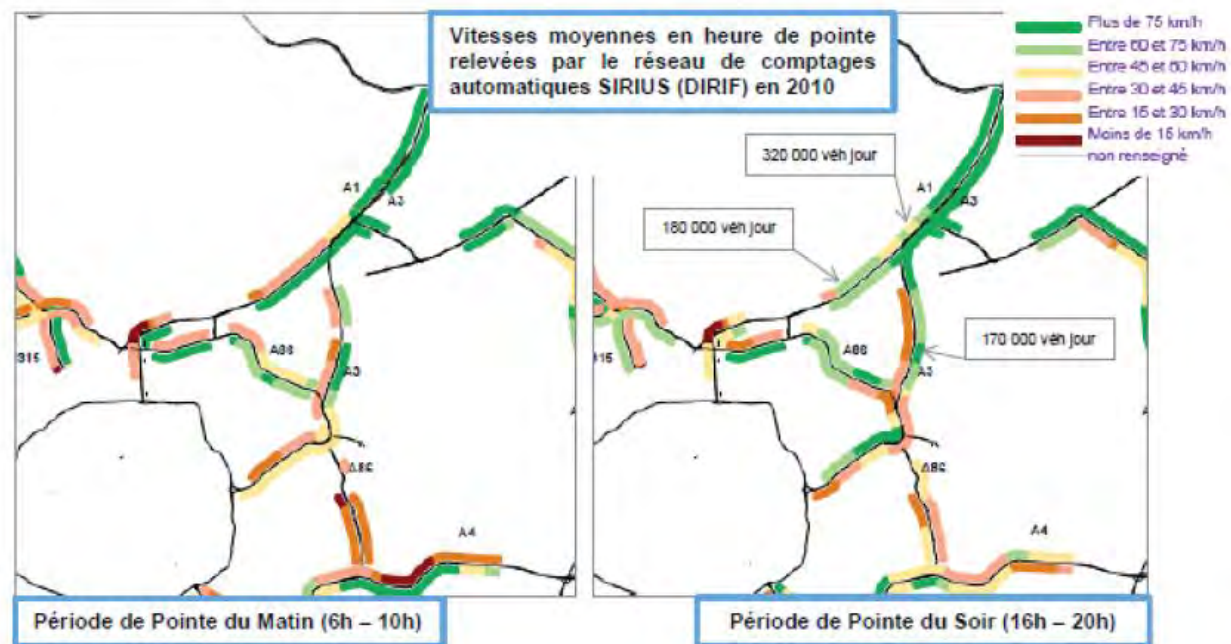 Vitesses moyennes en heure de pointe
relevées par le réseau de comptages
automatiques SIRIUS (DIRIF) en 2010
Plus de 75 km/h
Entre 60 et 75 km/h
Entre 45 et 60 km/h
Entre 30 et 45 km/h
Entre 15 et 30 km/h
Moins de 15 km/h
non renseigné
A1
A3
315
A86
A3
A86
A4
A
320 000 véh jour
A1
A3
180 000 véh jour
170 000 véh jour
315
A86
A3
A86
A4
A
Période de Pointe du Matin (6h – 10h)
Période de Pointe du Soir (16h – 20h)